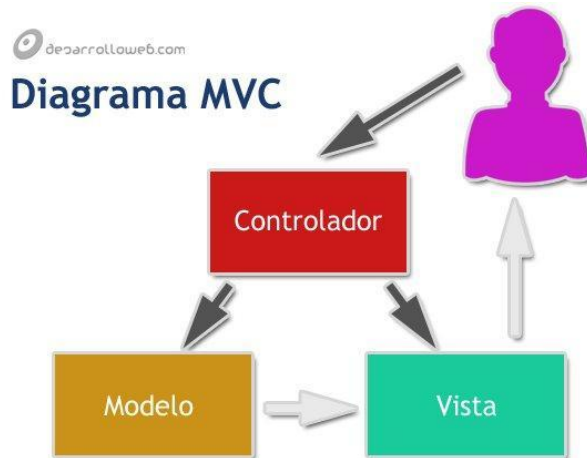 desarrolloweb.com
Diagrama MVC
Controlador
Modelo
Vista